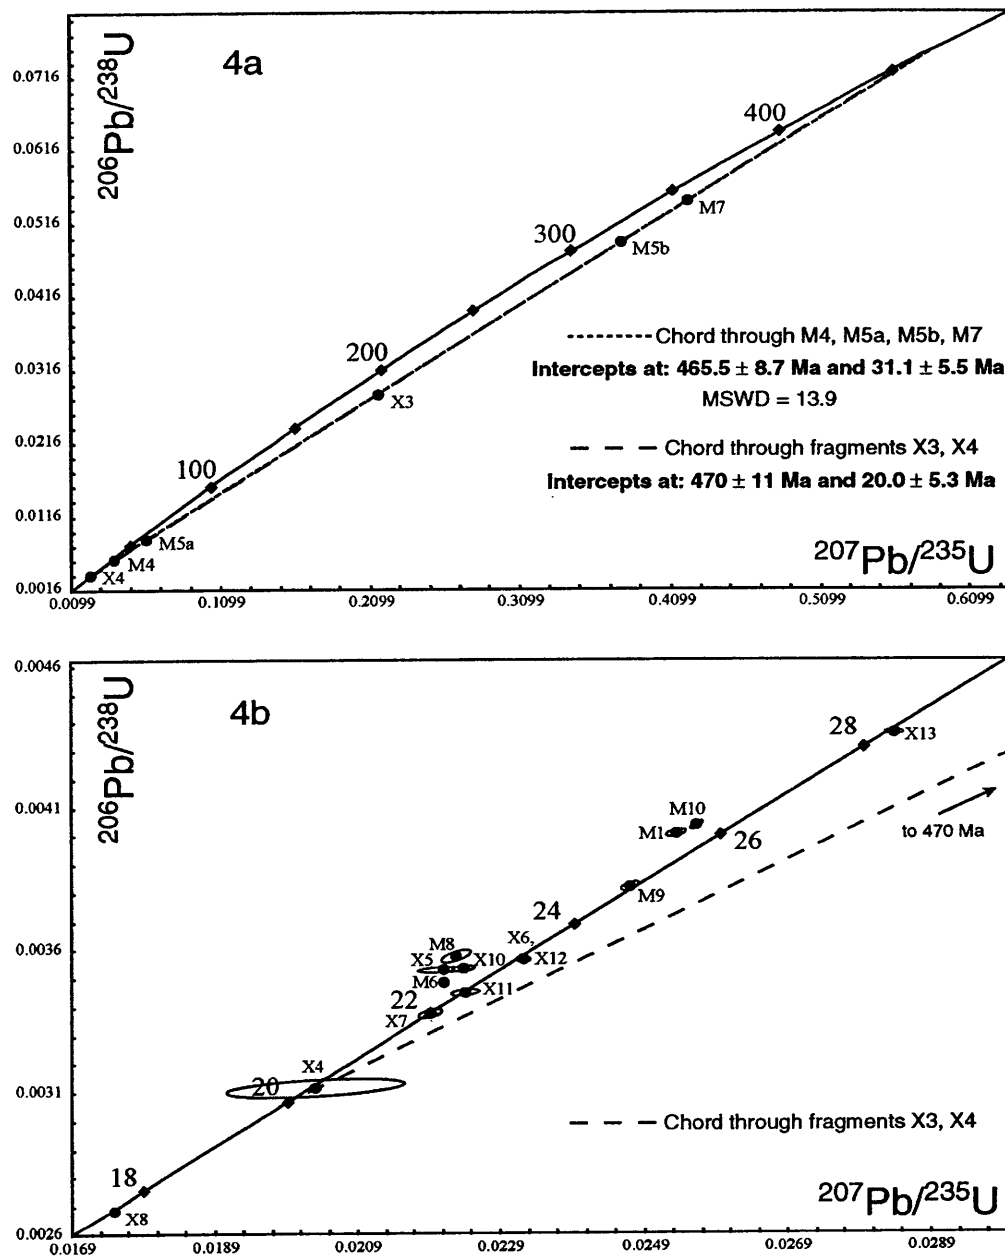 4a
206Pb/238U
0.0716
0.0616
0.0516
0.0416
0.0316
0.0216
0.0116
0.0016
0.0099
0.1099
0.2099
0.3099
0.4099
0.5099
0.6099
207Pb/235U
100
200
300
400
X4
M4
M5a
X3
M5b
M7
Chord through M4, M5a, M5b, M7
Intercepts at: 465.5 ± 8.7 Ma and 31.1 ± 5.5 Ma
MSWD = 13.9
Chord through fragments X3, X4
Intercepts at: 470 ± 11 Ma and 20.0 ± 5.3 Ma
4b
206Pb/238U
0.0046
0.0041
0.0036
0.0031
0.0026
0.0169
0.0189
0.0209
0.0229
0.0249
0.0269
0.0289
207Pb/235U
28
X13
M10
M1
26
to 470 Ma
M9
24
X6,
X12
M8
X5
X10
M6
X11
22
X7
X4
20
18
X8
Chord through fragments X3, X4